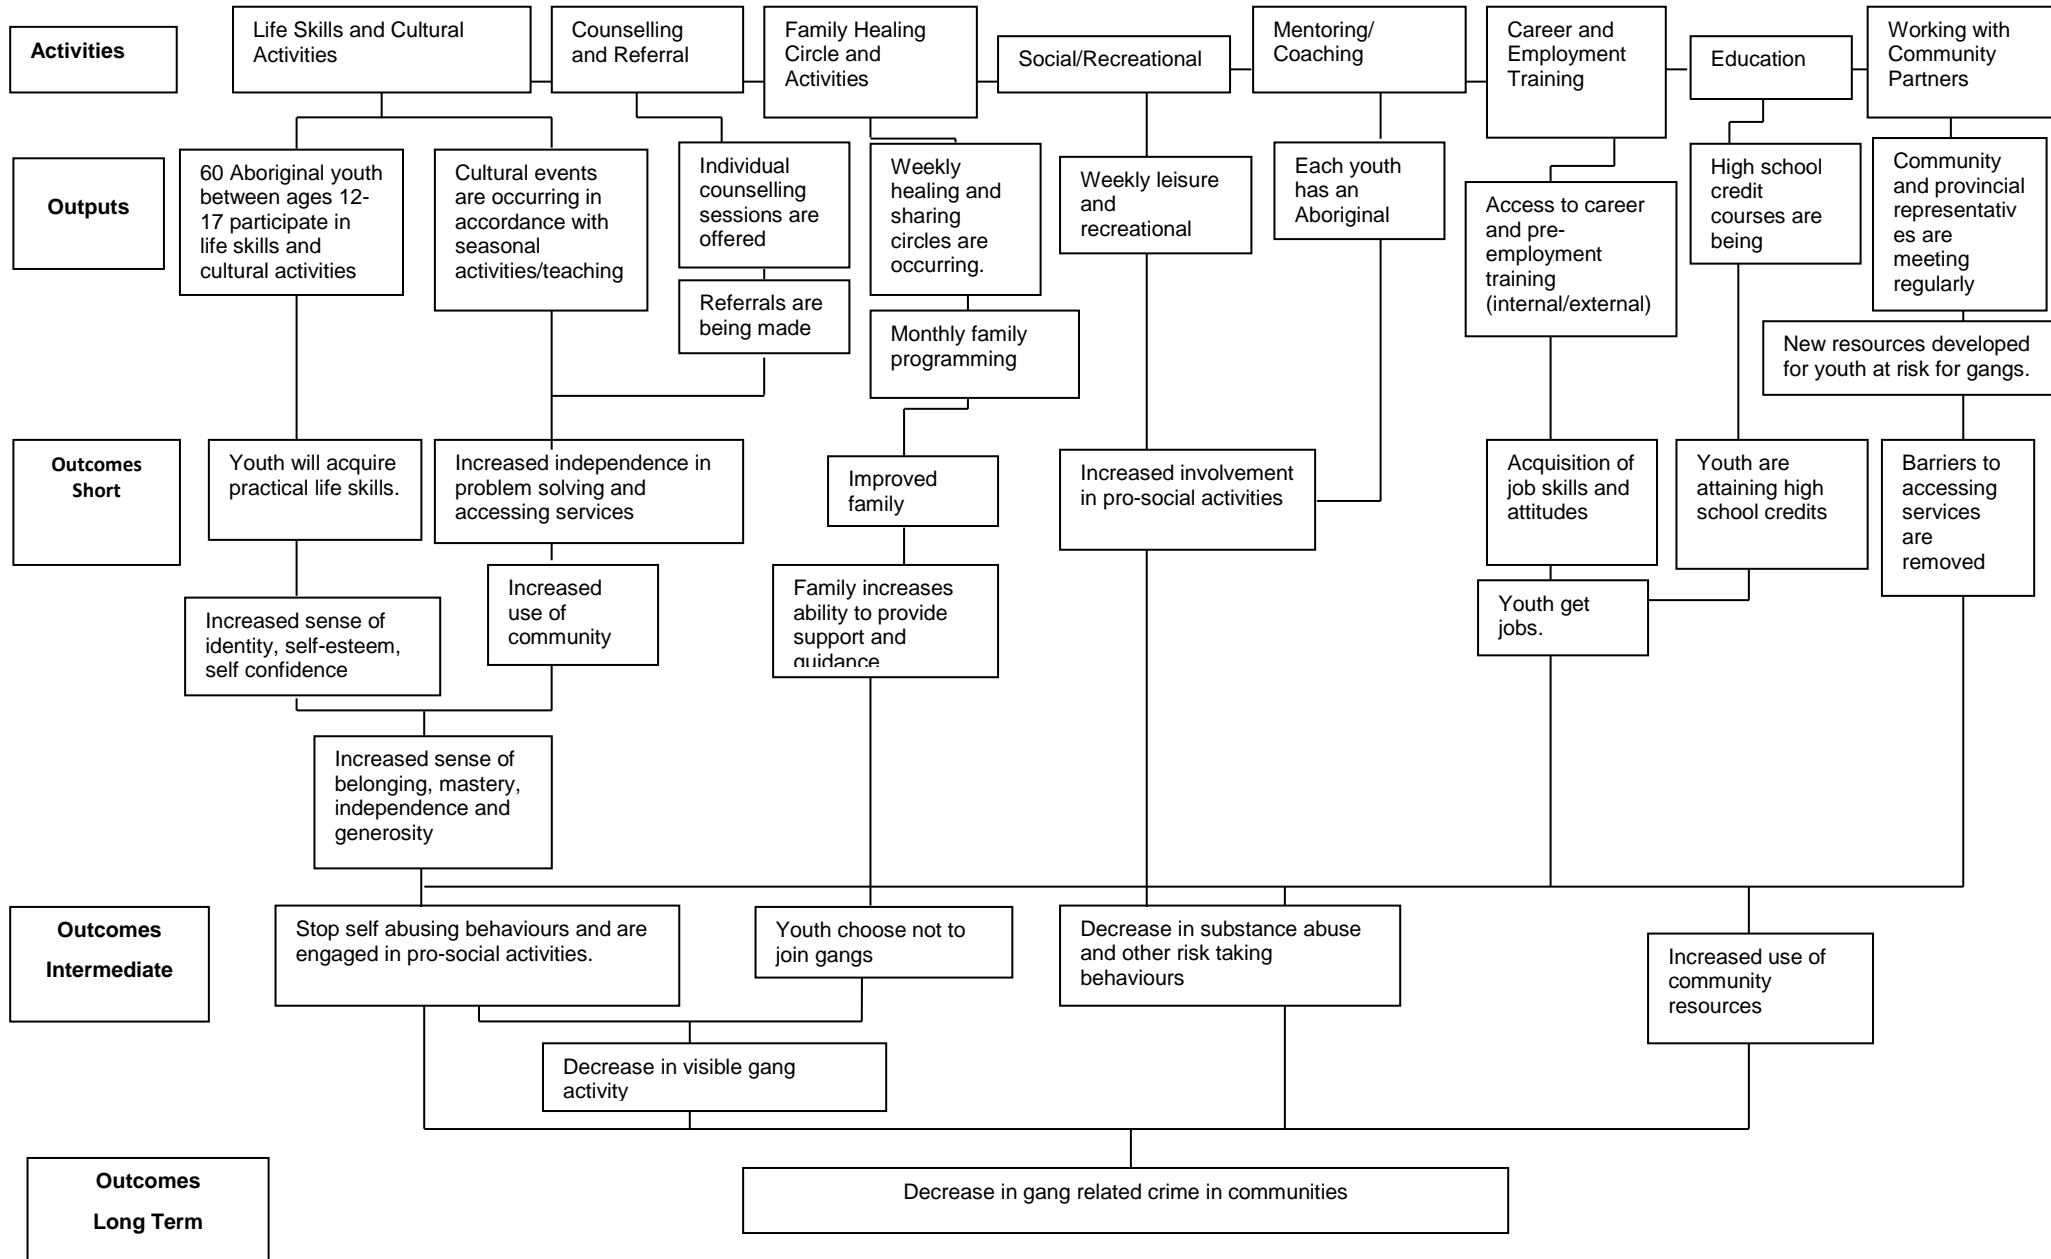 Activities
Life Skills and Cultural
Activities
Counselling
and Referral
Family Healing
Circle and
Activities
Social/Recreational
Mentoring/
Coaching
Career and
Employment
Training
Education
Working with
Community
Partners
Outputs
60 Aboriginal youth
between ages 12-
17 participate in
life skills and
cultural activities
Cultural events
are occurring in
accordance with
seasonal
activities/teaching
Individual
counselling
sessions are
offered
Referrals are
being made
Weekly
healing and
sharing
circles are
occurring.
Monthly family
programming
Weekly leisure
and
recreational
Each youth
has an
Aboriginal
Access to career
and pre-
employment
training
(internal/external)
High school
credit
courses are
being
Community
and provincial
representativ
es are
meeting
regularly
New resources developed
for youth at risk for gangs.
Outcomes
Short
Youth will acquire
practical life skills.
Increased independence in
problem solving and
accessing services
Improved
family
Increased involvement
in pro-social activities
Acquisition of
job skills and
attitudes
Youth are
attaining high
school credits
Barriers to
accessing
services
are
removed
Increased sense of
identity, self-esteem,
self confidence
Increased
use of
community
Family increases
ability to provide
support and
guidance
Youth get
jobs.
Increased sense of
belonging, mastery,
independence and
generosity
Outcomes
Intermediate
Stop self abusing behaviours and are
engaged in pro-social activities.
Youth choose not to
join gangs
Decrease in substance abuse
and other risk taking
behaviours
Increased use of
community
resources
Decrease in visible gang
activity
Outcomes
Long Term
Decrease in gang related crime in communities